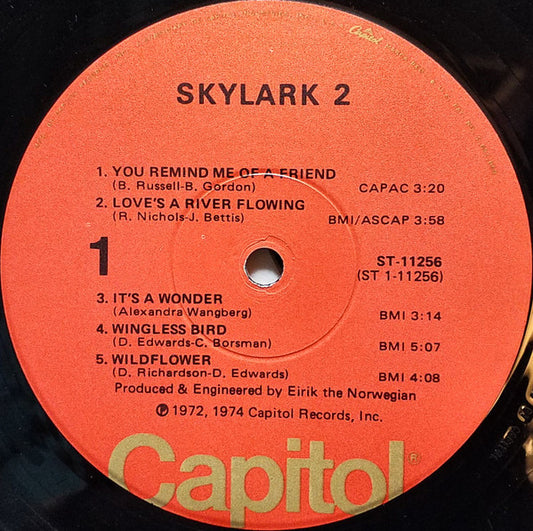 Capitol
SKYLARK 2
1. YOU REMIND ME OF A FRIEND
(B. Russell-B. Gordon) CAPAC 3:20
2. LOVE'S A RIVER FLOWING
(R. Nichols-J. Bettis) BMI/ASCAP 3:58
1
ST-11256
(ST 1-11256)
3. IT'S A WONDER
(Alexandra Wangberg) BMI 3:14
4. WINGLESS BIRD
(D. Edwards-C. Borsman) BMI 5:07
5. WILDFLOWER
(D. Richardson-D. Edwards) BMI 4:08
Produced & Engineered by Eirik the Norwegian
℗ 1972, 1974 Capitol Records, Inc.
Capitol®